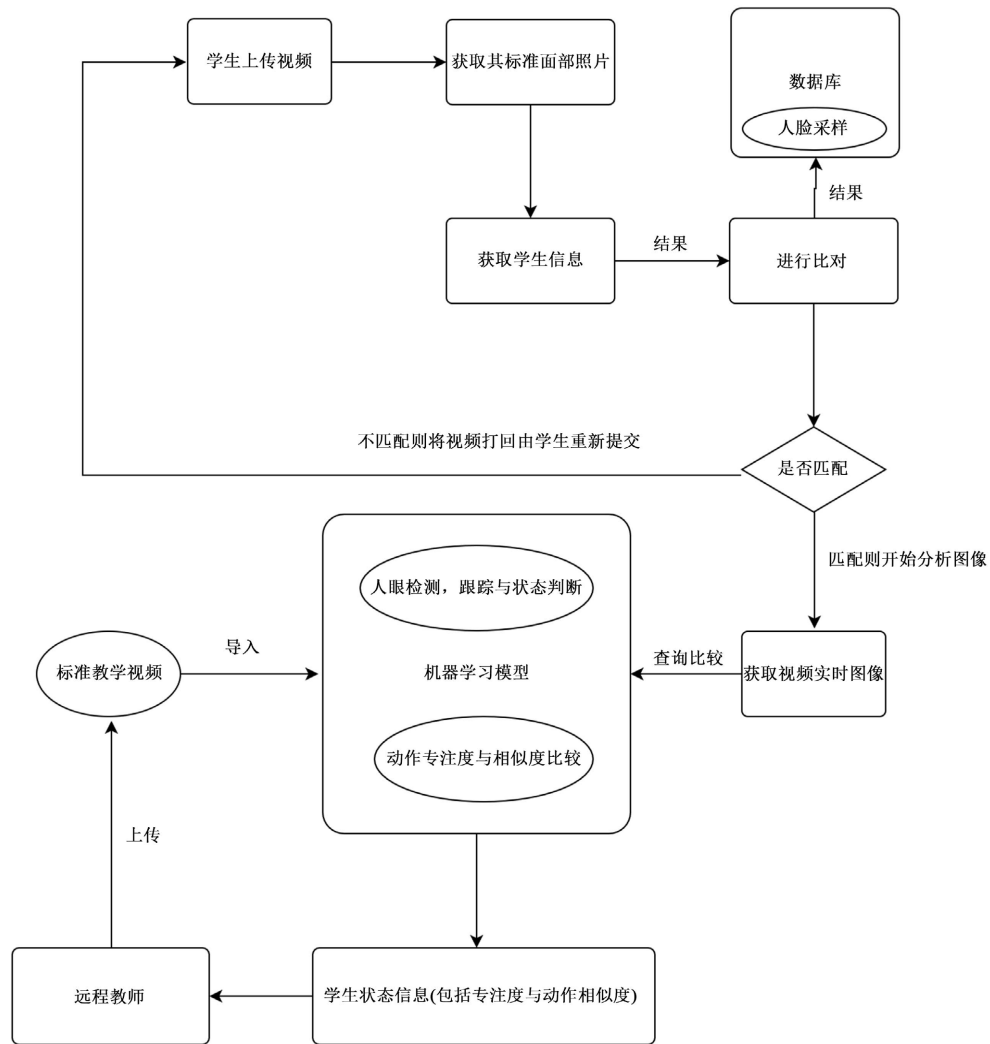 学生上传视频
获取其标准面部照片
数据库
人脸采样
结果
获取学生信息
结果
进行比对
不匹配则将视频打回由学生重新提交
是否匹配
匹配则开始分析图像
人眼检测，跟踪与状态判断
导入
查询比较
标准教学视频
机器学习模型
获取视频实时图像
动作专注度与相似度比较
上传
远程教师
学生状态信息(包括专注度与动作相似度)